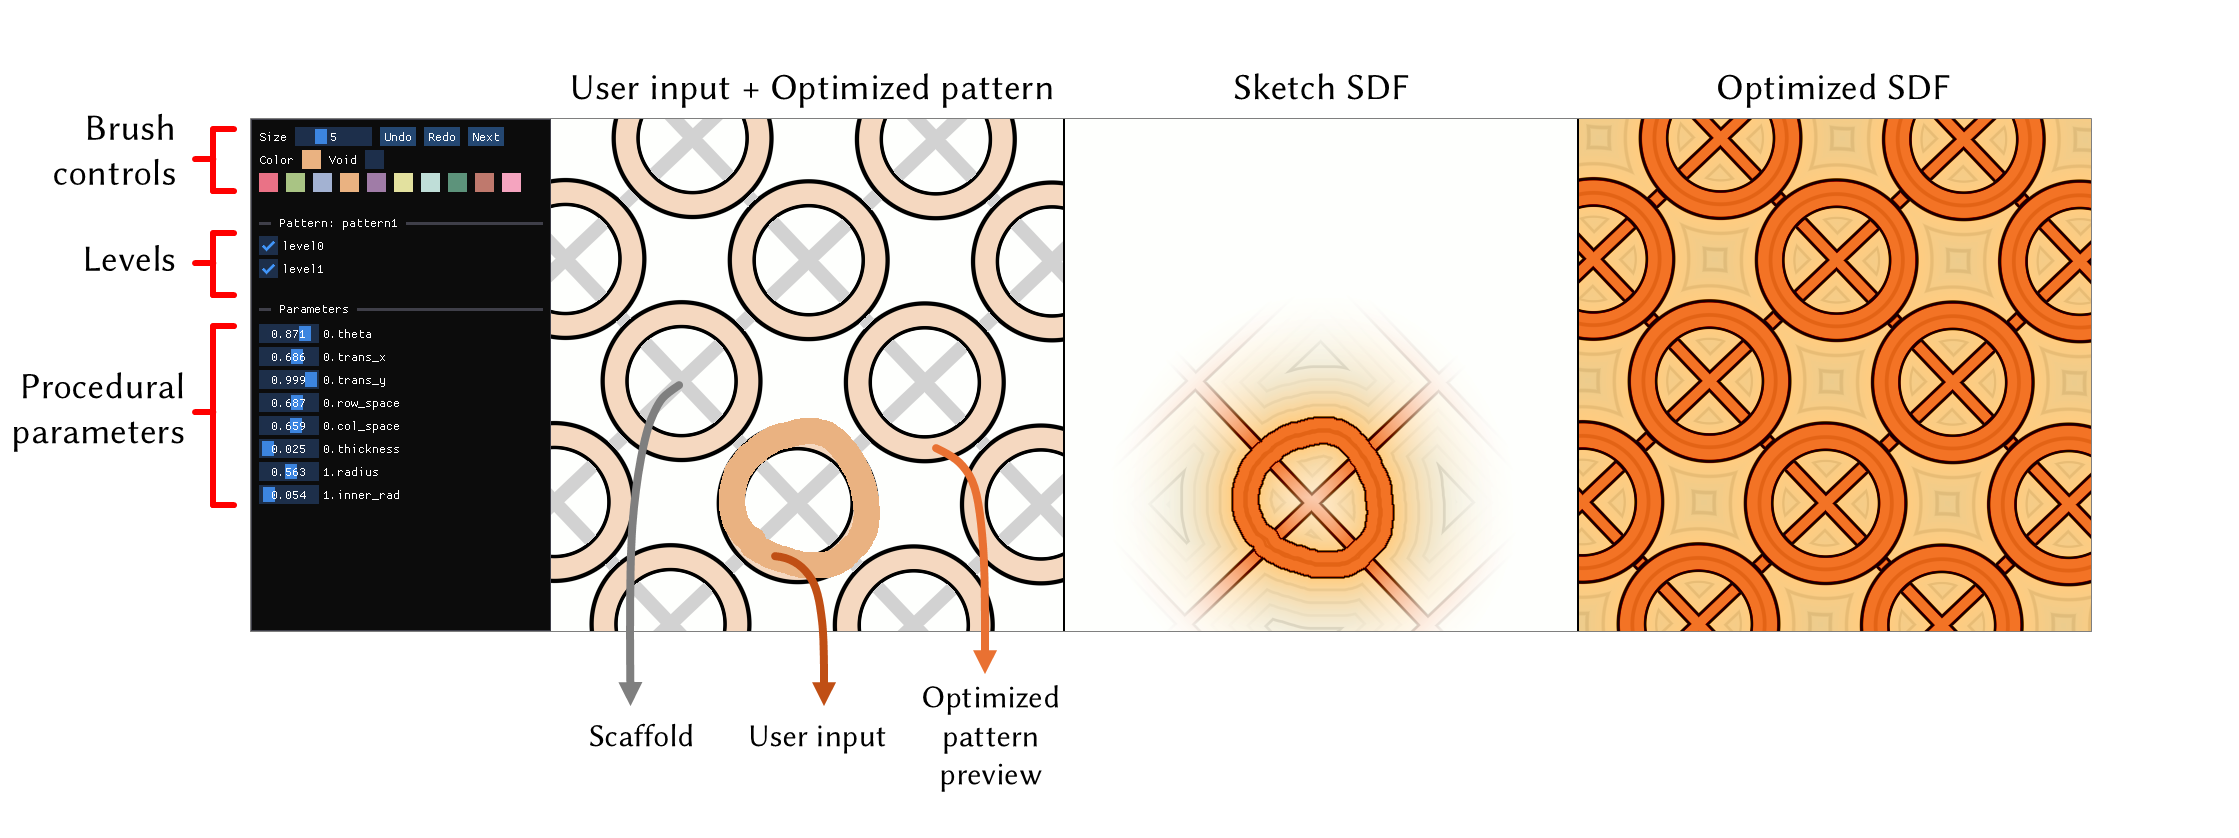 User input + Optimized pattern
Sketch SDF
Optimized SDF
Brush
controls
Levels
Procedural
parameters
Size 5 Undo Redo Next
Color Void
Pattern: pattern1
level0
level1
Parameters
0.871 0.theta
0.686 0.trans_x
0.999 0.trans_y
0.687 0.row_space
0.659 0.col_space
0.025 0.thickness
0.563 1.radius
0.054 1.inner_rad
Scaffold
User input
Optimized
pattern
preview